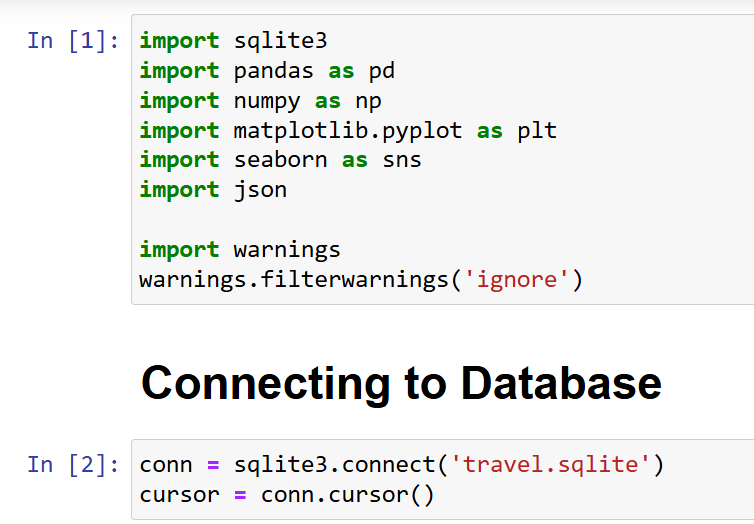 In [1]: import sqlite3
import pandas as pd
import numpy as np
import matplotlib.pyplot as plt
import seaborn as sns
import json
import warnings
warnings.filterwarnings('ignore')
Connecting to Database
In [2]: conn = sqlite3.connect('travel.sqlite')
cursor = conn.cursor()